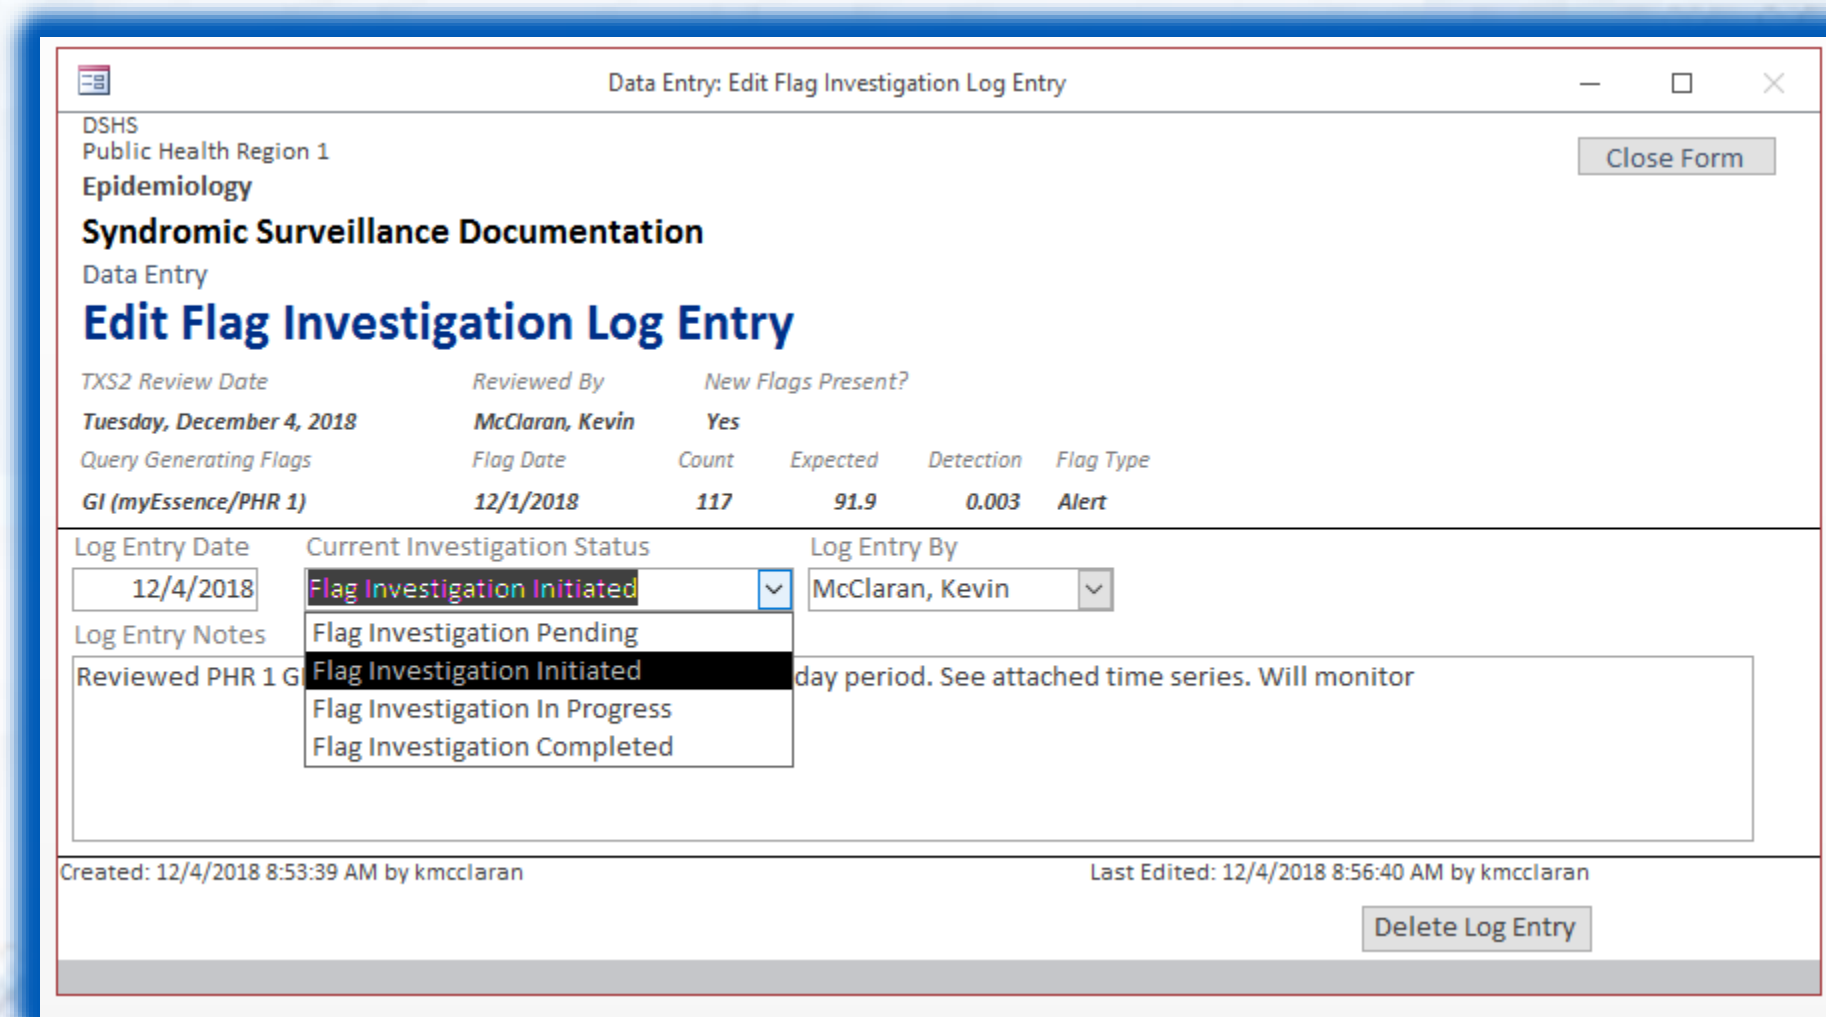 Data Entry: Edit Flag Investigation Log Entry
DSHS
Public Health Region 1
Close Form
Epidemiology
Syndromic Surveillance Documentation
Data Entry
Edit Flag Investigation Log Entry
TXS2 Review Date Reviewed By New Flags Present?
Tuesday, December 4, 2018 McClaran, Kevin Yes
Query Generating Flags Flag Date Count Expected Detection Flag Type
GI (myEssence/PHR 1) 12/1/2018 117 91.9 0.003 Alert
Log Entry Date Current Investigation Status Log Entry By
12/4/2018 Flag Investigation Initiated McClaran, Kevin
Log Entry Notes
Flag Investigation Pending
Flag Investigation Initiated
Flag Investigation In Progress
Flag Investigation Completed
Reviewed PHR 1 day period. See attached time series. Will monitor
Created: 12/4/2018 8:53:39 AM by kmcclaran Last Edited: 12/4/2018 8:56:40 AM by kmcclaran
Delete Log Entry